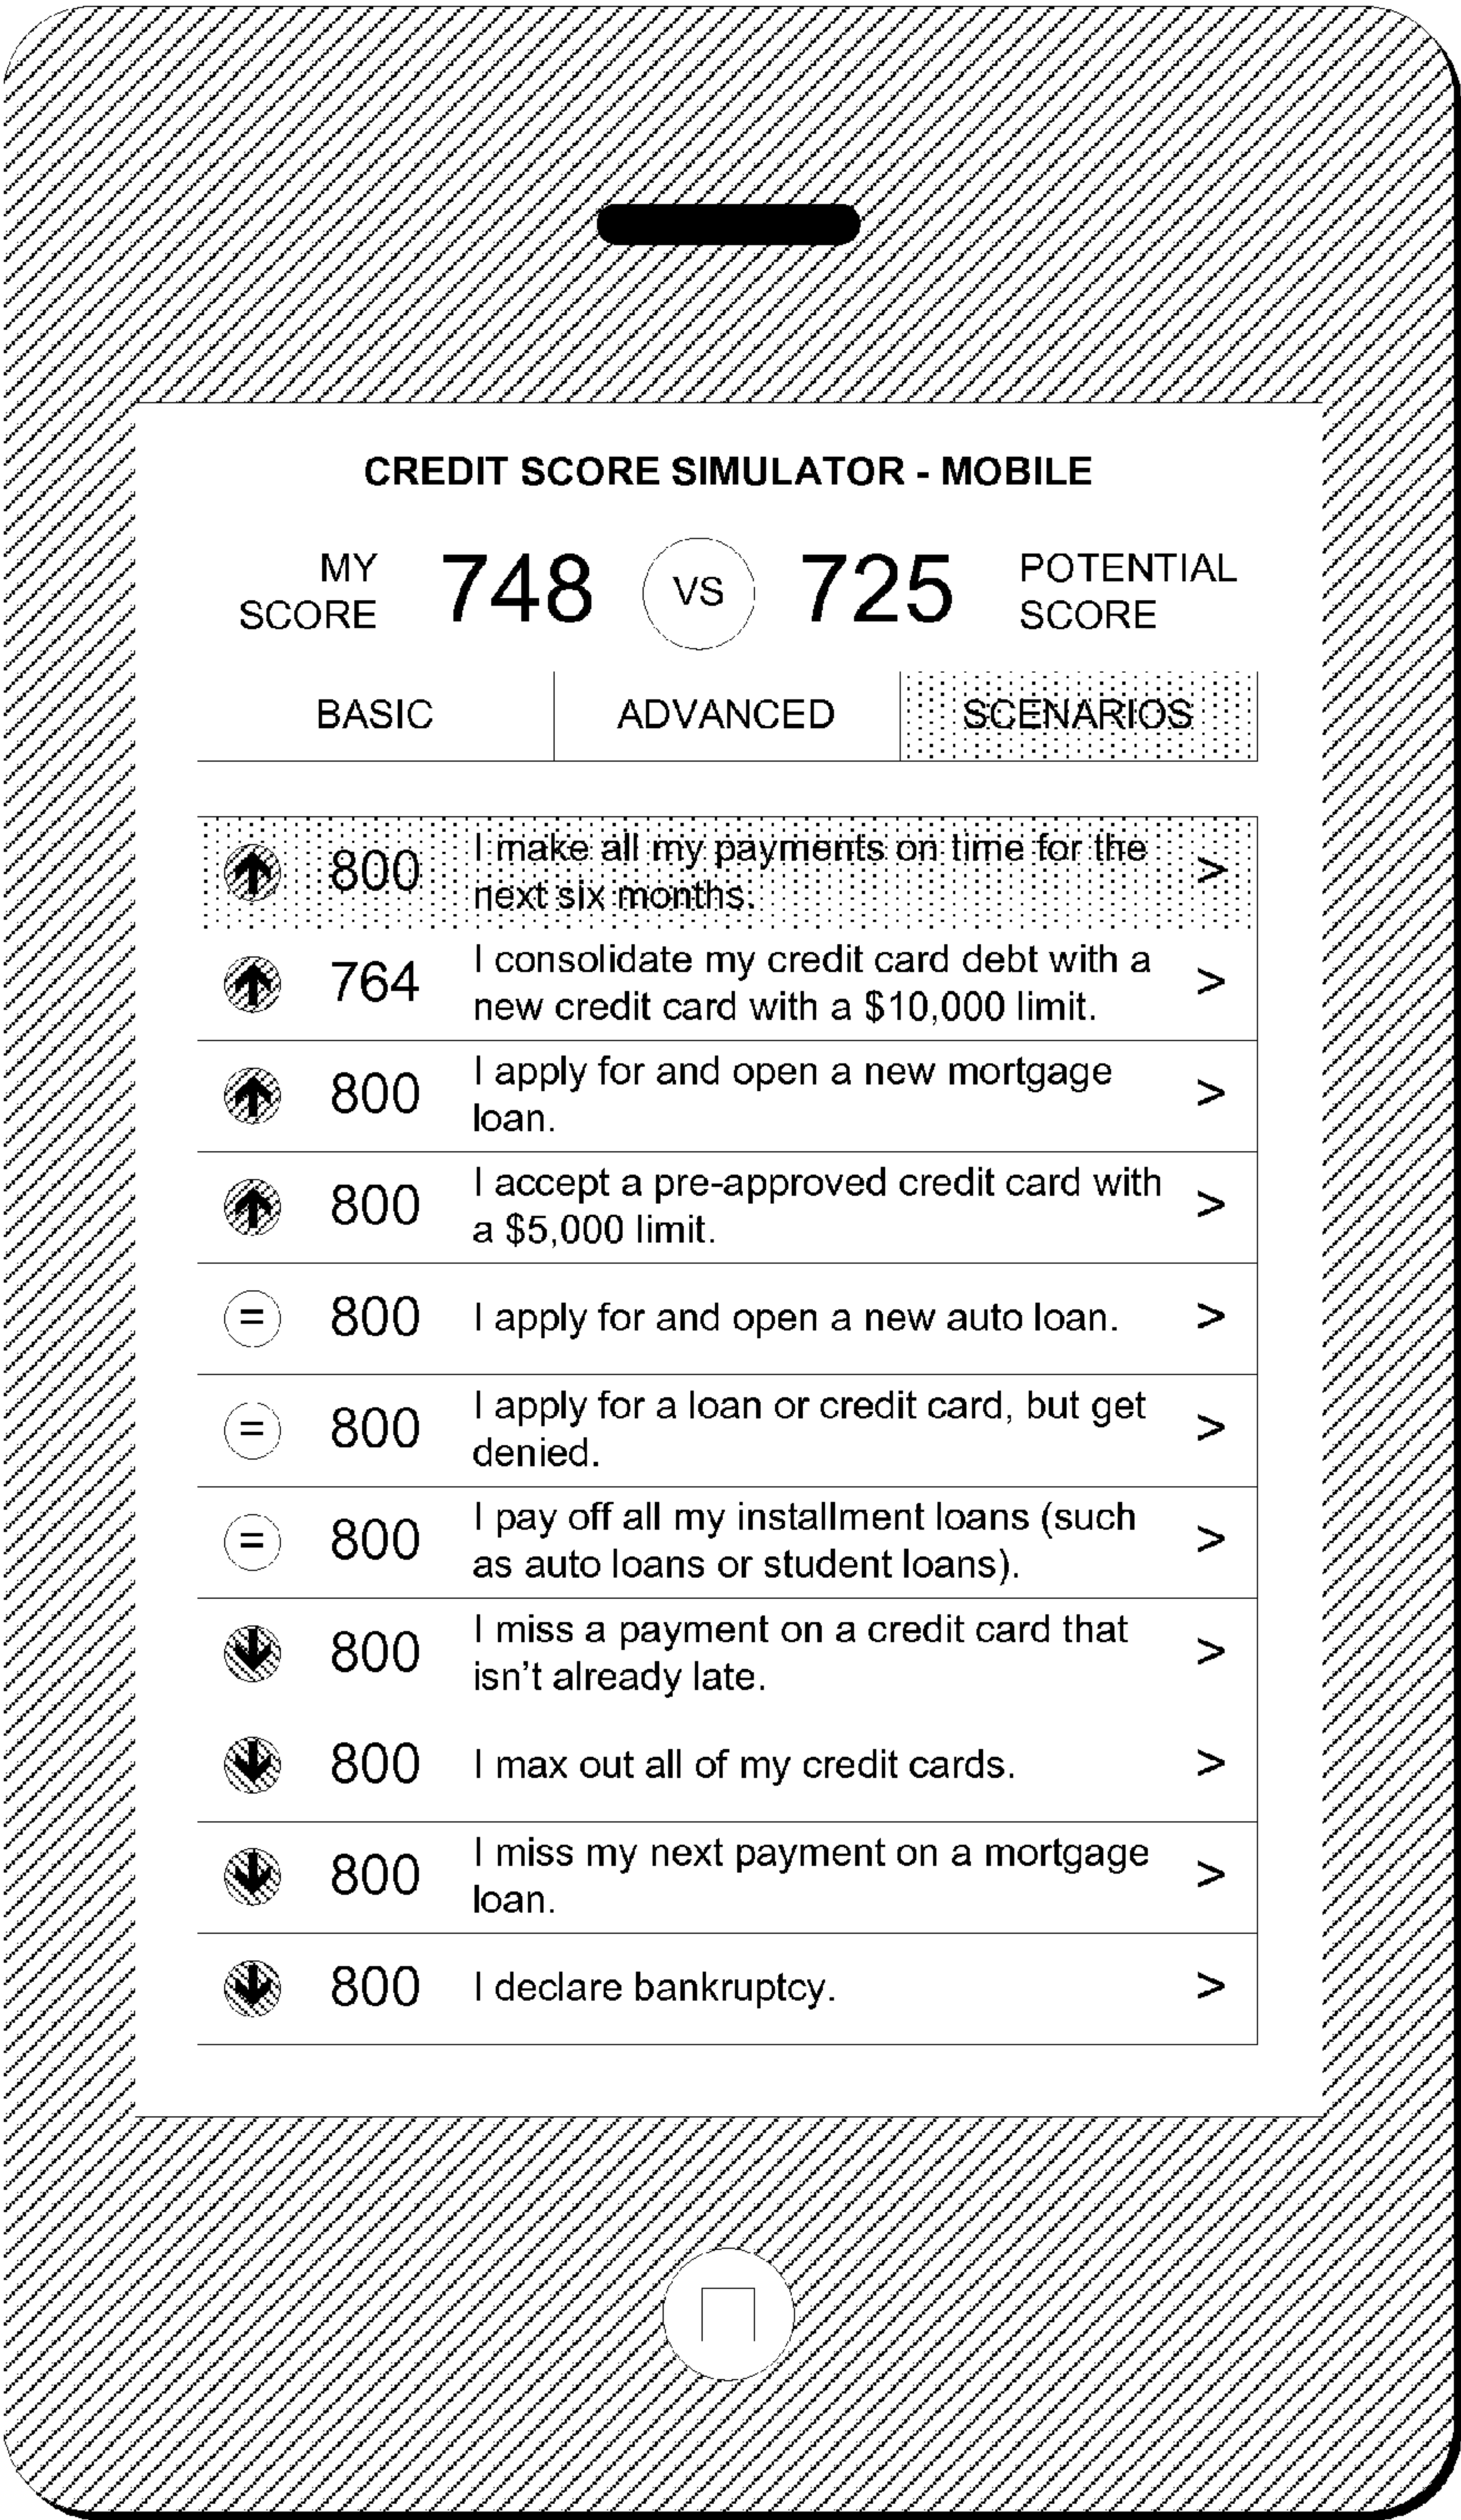 CREDIT SCORE SIMULATOR - MOBILE
MY SCORE 748 VS 725 POTENTIAL SCORE
BASIC ADVANCED SCENARIOS
800 I make all my payments on time for the
next six months. >
764 I consolidate my credit card debt with a
new credit card with a $10,000 limit. >
800 I apply for and open a new mortgage
loan. >
800 I accept a pre-approved credit card with
a $5,000 limit. >
= 800 I apply for and open a new auto loan. >
= 800 I apply for a loan or credit card, but get
denied. >
= 800 I pay off all my installment loans (such
as auto loans or student loans). >
800 I miss a payment on a credit card that
isn’t already late. >
800 I max out all of my credit cards. >
800 I miss my next payment on a mortgage
loan. >
800 I declare bankruptcy. >